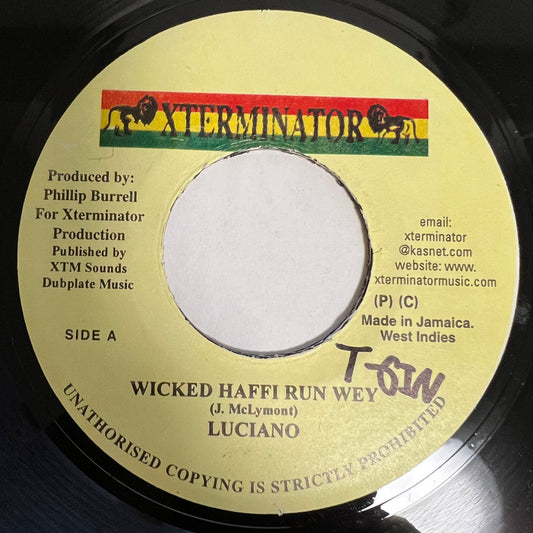 XTERMINATOR
Produced by:
Phillip Burrell
For Xterminator
Production
Published by
XTM Sounds
Dubplate Music
SIDE A
email:
xterminator
@kasnet.com
website: www.
xterminatormusic.com
(P) (C)
Made in Jamaica.
West Indies
WICKED HAFFI RUN WEY
(J. McLymont)
LUCIANO
UNATHORISED COPYING IS STRICTLY PROHIBITED